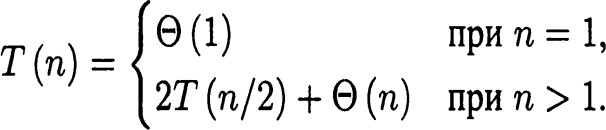 T (n) = { Θ (1) при n = 1,
2T (n/2) + Θ (n) при n > 1.